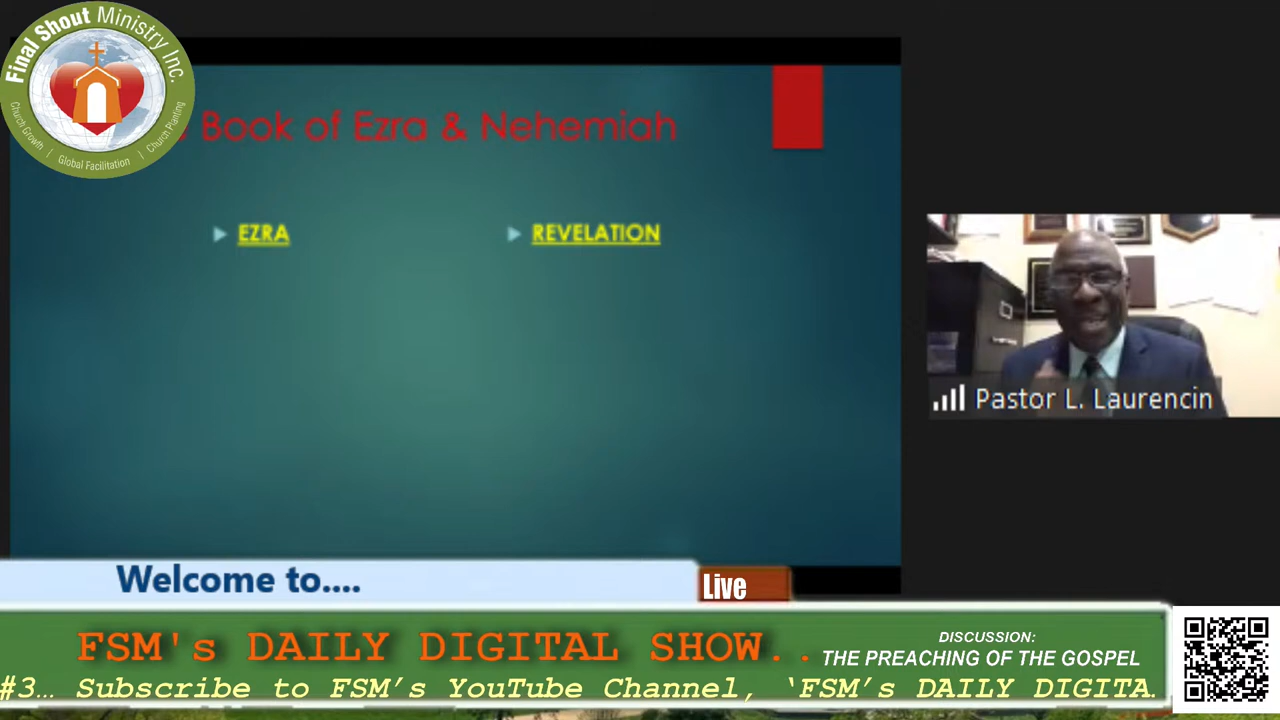 Final Shout Ministry Inc.
Church Growth | Global Facilitation | Church Planting
Book of Ezra & Nehemiah
EZRA
REVELATION
Pastor L. Laurencin
Welcome to....
Live
FSM's DAILY DIGITAL SHOW..
DISCUSSION:
THE PREACHING OF THE GOSPEL
#3… Subscribe to FSM’s YouTube Channel, ‘FSM’s DAILY DIGITA.